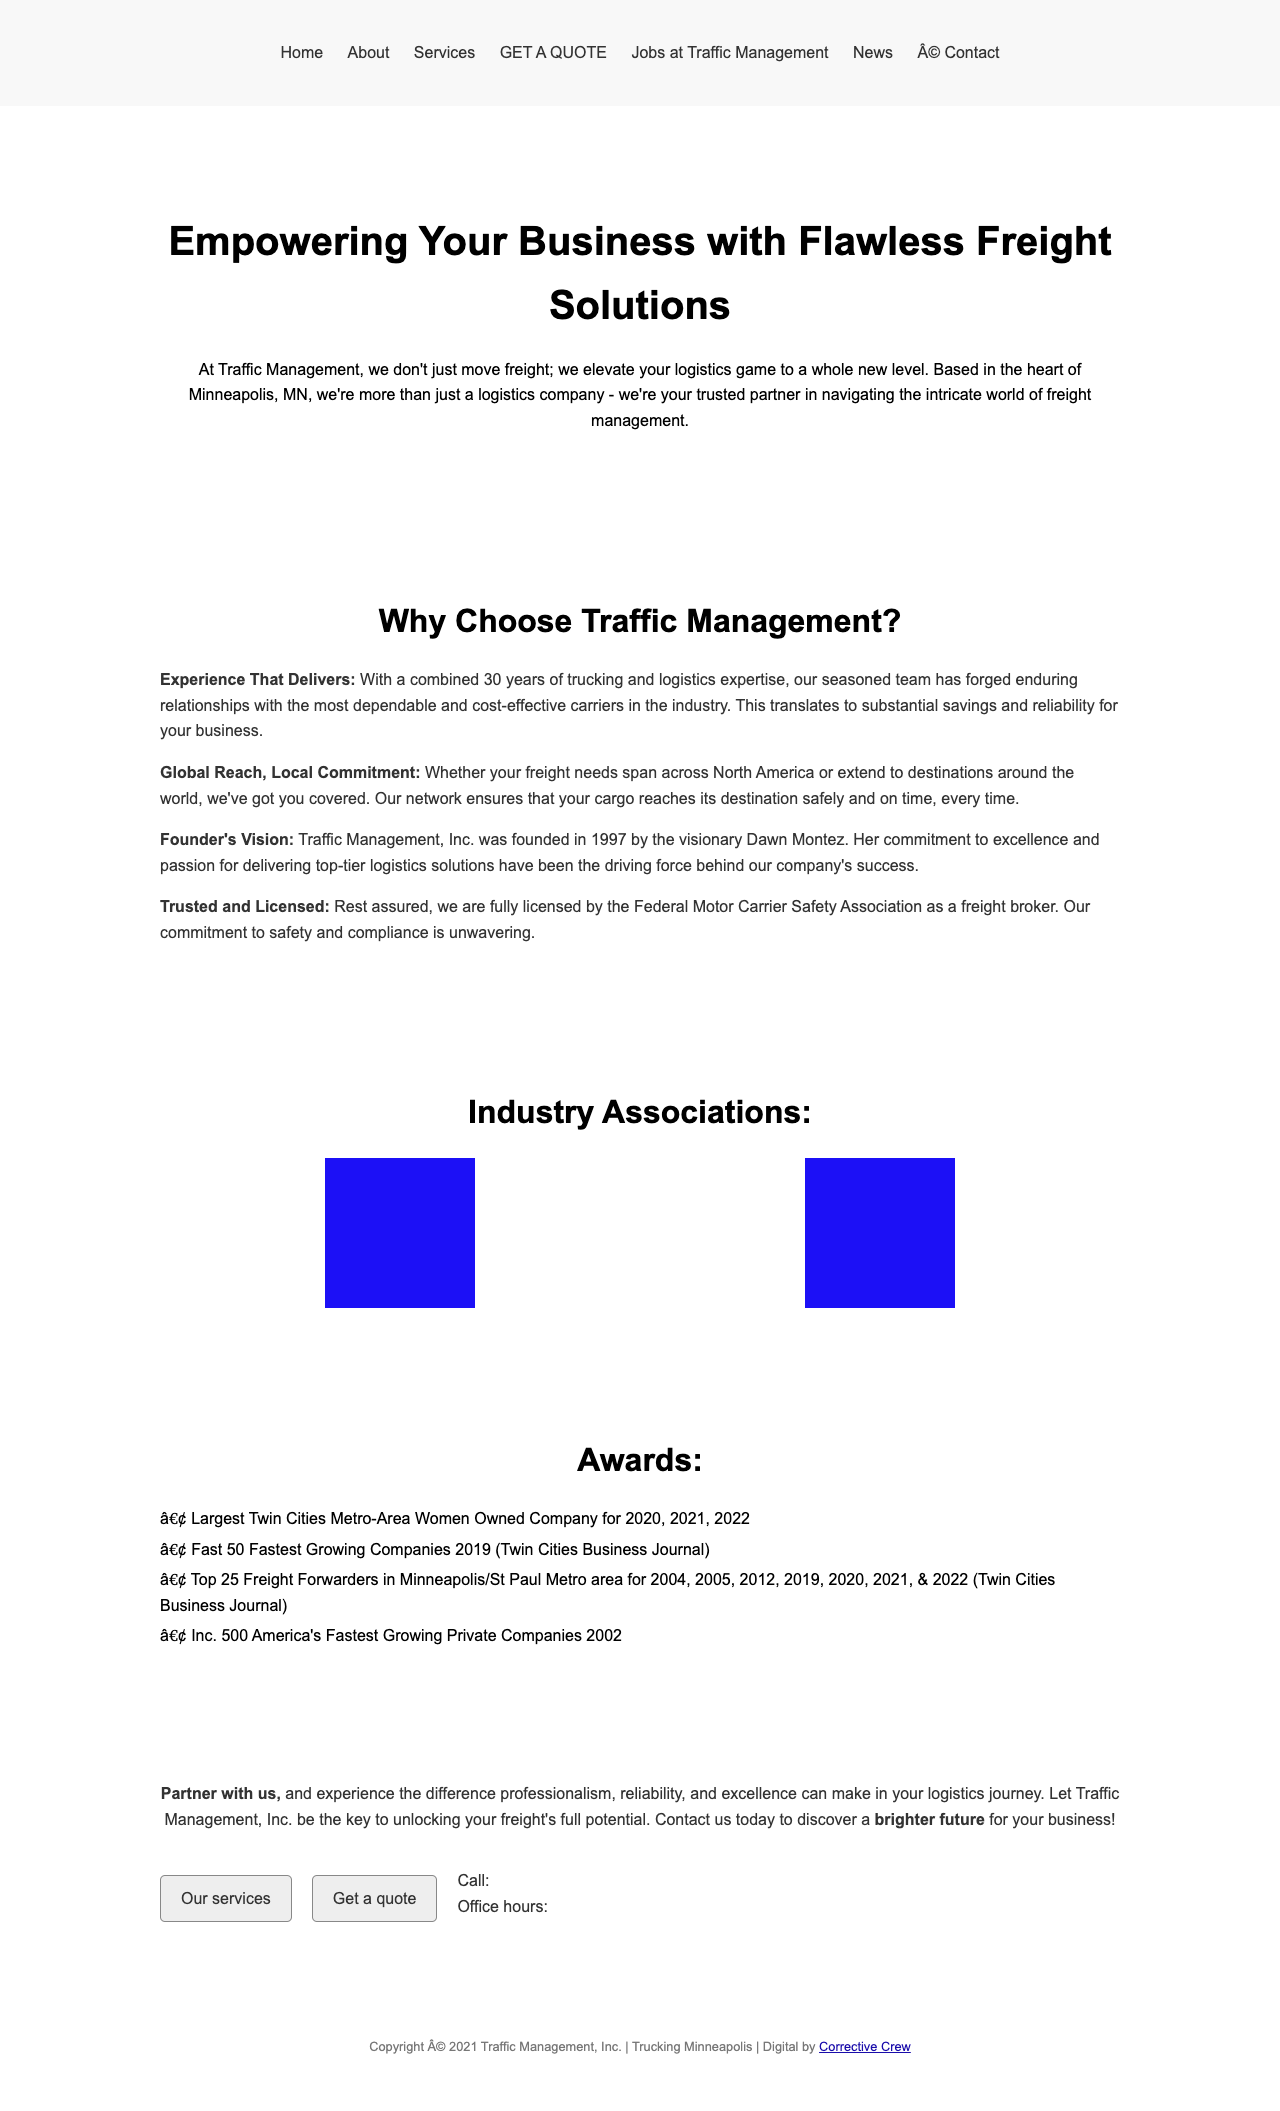 Home About Services GET A QUOTE Jobs at Traffic Management News Â© Contact
Empowering Your Business with Flawless Freight
Solutions
At Traffic Management, we don't just move freight; we elevate your logistics game to a whole new level. Based in the heart of
Minneapolis, MN, we're more than just a logistics company - we're your trusted partner in navigating the intricate world of freight
management.
Why Choose Traffic Management?
Experience That Delivers: With a combined 30 years of trucking and logistics expertise, our seasoned team has forged enduring
relationships with the most dependable and cost-effective carriers in the industry. This translates to substantial savings and reliability for
your business.
Global Reach, Local Commitment: Whether your freight needs span across North America or extend to destinations around the
world, we've got you covered. Our network ensures that your cargo reaches its destination safely and on time, every time.
Founder's Vision: Traffic Management, Inc. was founded in 1997 by the visionary Dawn Montez. Her commitment to excellence and
passion for delivering top-tier logistics solutions have been the driving force behind our company's success.
Trusted and Licensed: Rest assured, we are fully licensed by the Federal Motor Carrier Safety Association as a freight broker. Our
commitment to safety and compliance is unwavering.
Industry Associations:
Awards:
â€¢ Largest Twin Cities Metro-Area Women Owned Company for 2020, 2021, 2022
â€¢ Fast 50 Fastest Growing Companies 2019 (Twin Cities Business Journal)
â€¢ Top 25 Freight Forwarders in Minneapolis/St Paul Metro area for 2004, 2005, 2012, 2019, 2020, 2021, & 2022 (Twin Cities
Business Journal)
â€¢ Inc. 500 America's Fastest Growing Private Companies 2002
Partner with us, and experience the difference professionalism, reliability, and excellence can make in your logistics journey. Let Traffic
Management, Inc. be the key to unlocking your freight's full potential. Contact us today to discover a brighter future for your business!
Our services Get a quote
Call:
Office hours:
Copyright Â© 2021 Traffic Management, Inc. | Trucking Minneapolis | Digital by Corrective Crew